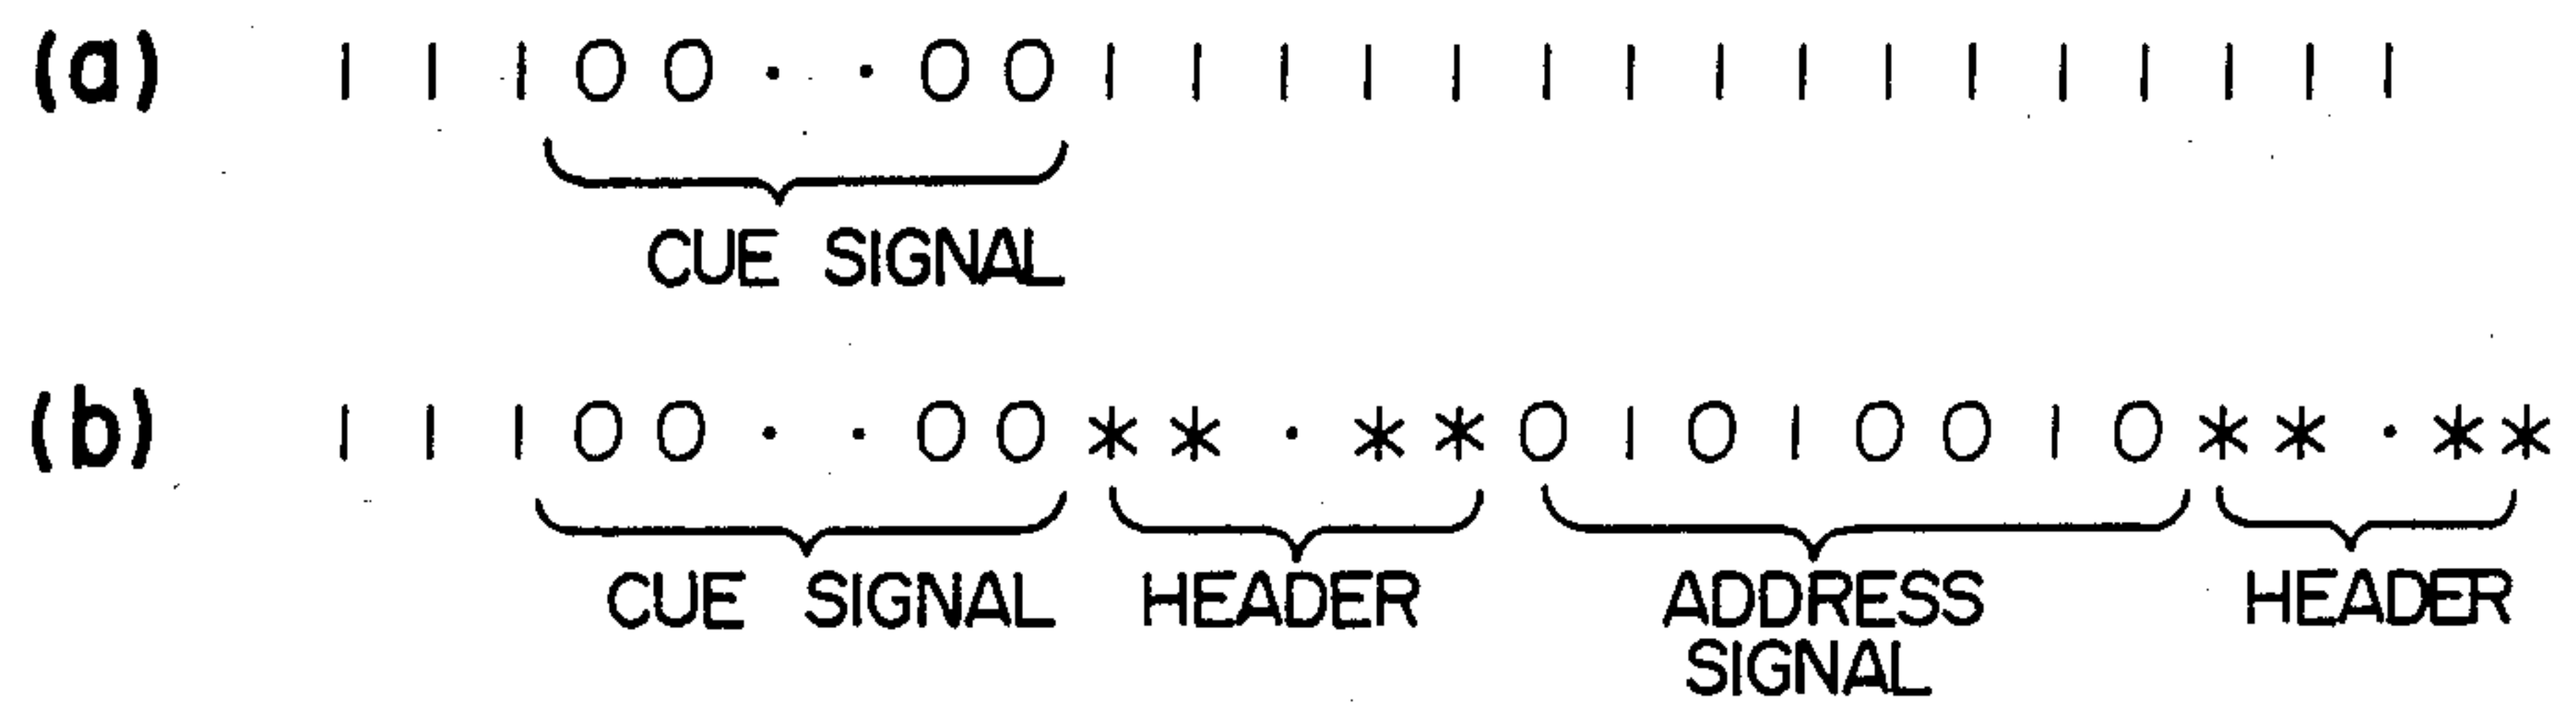 (a) 1 1 1 0 0 · · 0 0 1 1 1 1 1 1 1 1 1 1 1 1 1 1 1 1
CUE SIGNAL
(b) 1 1 1 0 0 · · 0 0 * * · * * 0 1 0 1 0 0 1 0 * * · * *
CUE SIGNAL HEADER ADDRESS HEADER
SIGNAL